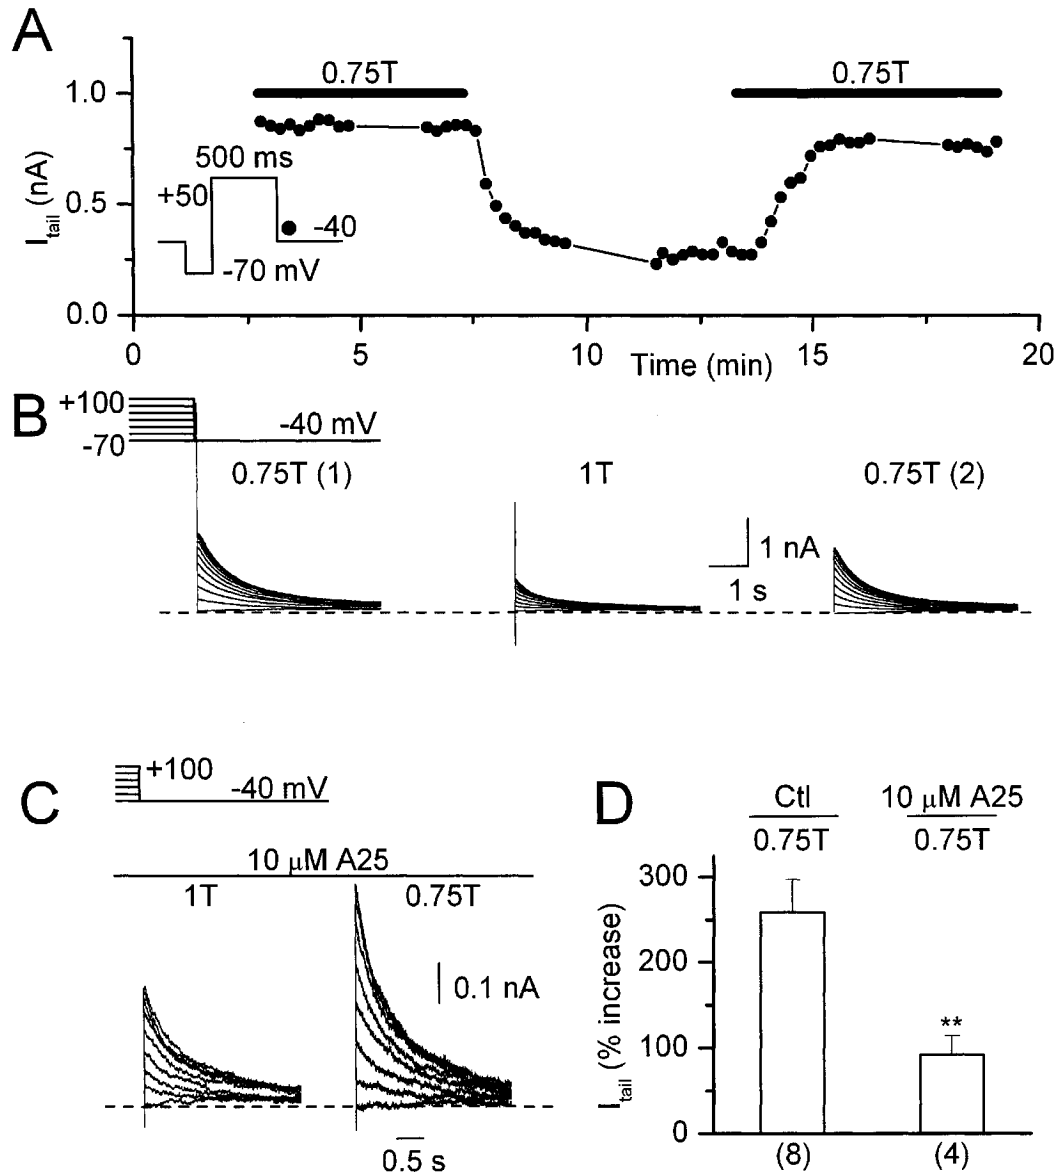 A
0.75T 0.75T
1.0
500 ms
+50
-40
-70 mV
0.5
0.0
I_tail (nA)
0 5 10 15 20
Time (min)
B
+100
-70
-40 mV
0.75T (1) 1T 0.75T (2)
1 nA
1 s
C
+100
-40 mV
10 μM A25
1T 0.75T
0.1 nA
0.5 s
D
Ctl 10 μM A25
0.75T 0.75T
300
200
**
100
0
I_tail (% increase)
(8) (4)